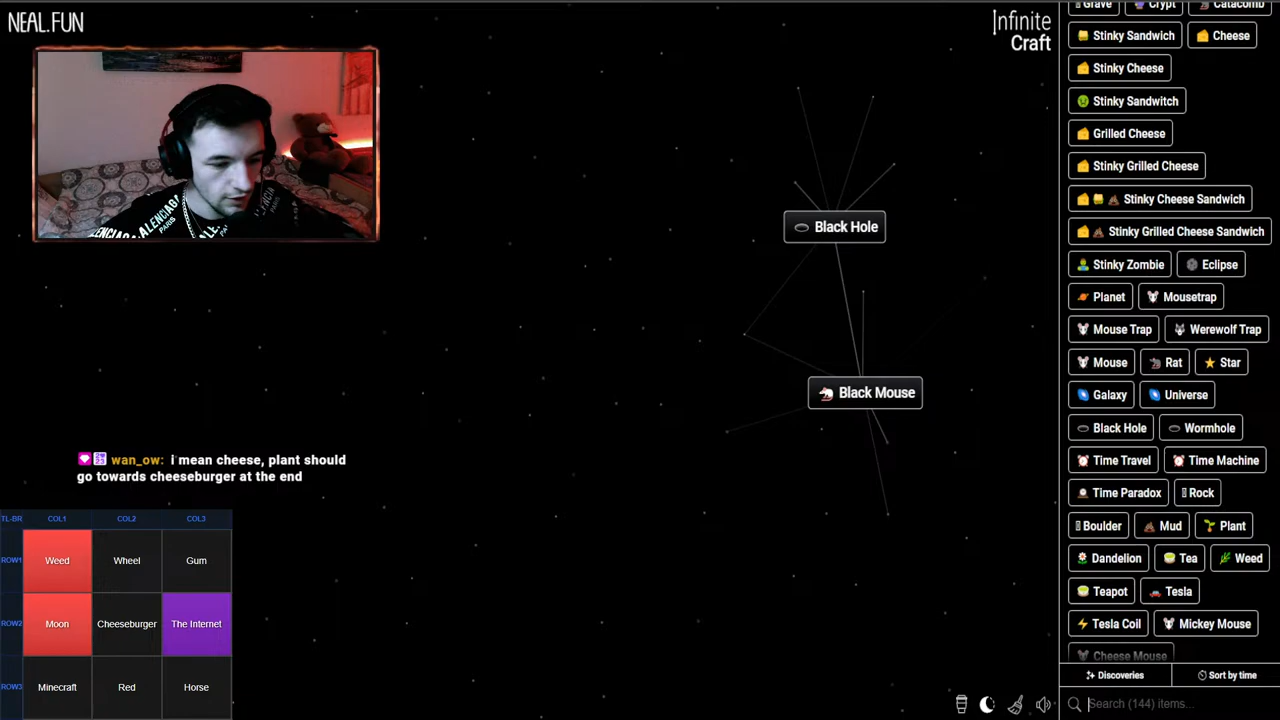 NEAL.FUN
Infinite
Craft
BALENCIAGA
PARIS
Black Hole
Black Mouse
wan_ow: i mean cheese, plant should
go towards cheeseburger at the end
TL-BR COL1 COL2 COL3
ROW1 Weed Wheel Gum
ROW2 Moon Cheeseburger The Internet
ROW3 Minecraft Red Horse
Grave Crypt Catacomb
Stinky Sandwich Cheese
Stinky Cheese
Stinky Sandwitch
Grilled Cheese
Stinky Grilled Cheese
Stinky Cheese Sandwich
Stinky Grilled Cheese Sandwich
Stinky Zombie Eclipse
Planet Mousetrap
Mouse Trap Werewolf Trap
Mouse Rat Star
Galaxy Universe
Black Hole Wormhole
Time Travel Time Machine
Time Paradox Rock
Boulder Mud Plant
Dandelion Tea Weed
Teapot Tesla
Tesla Coil Mickey Mouse
Cheese Mouse
Discoveries Sort by time
Search (144) items...